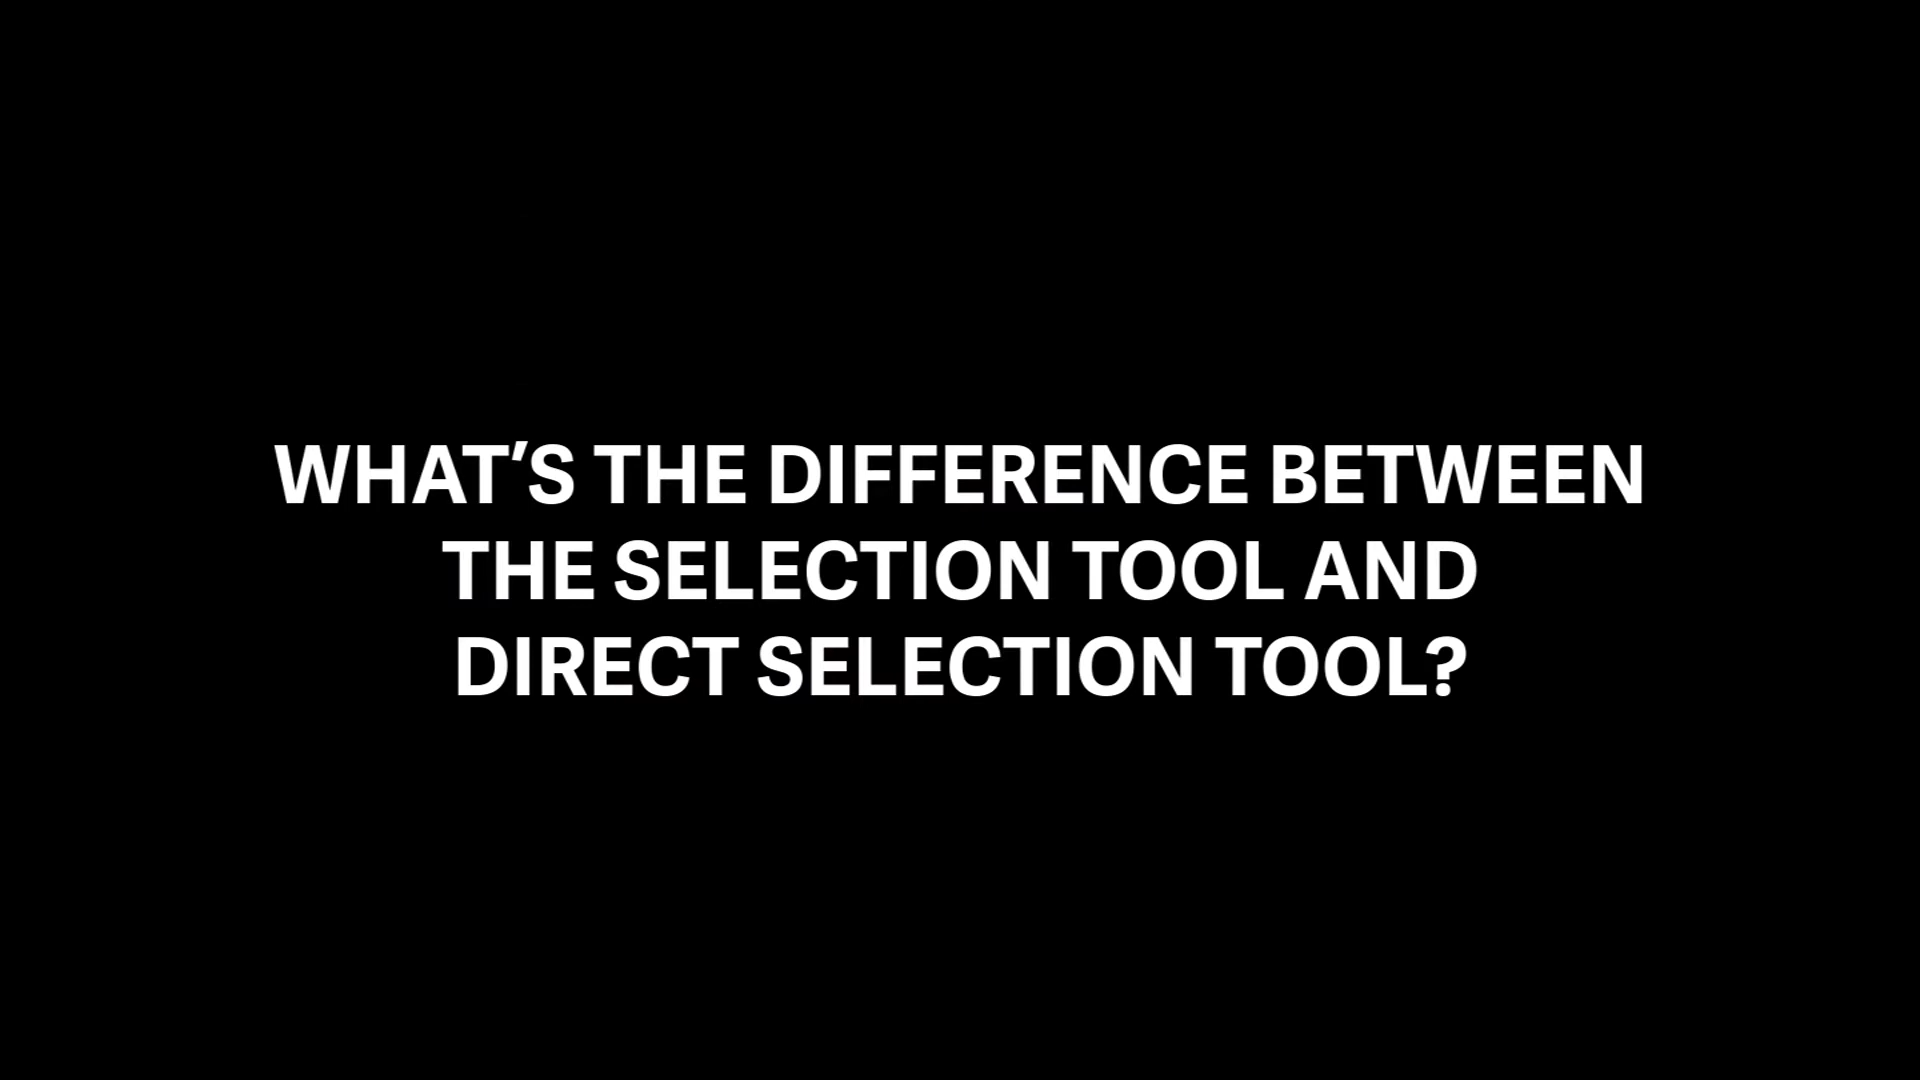 WHAT’S THE DIFFERENCE BETWEEN
THE SELECTION TOOL AND
DIRECT SELECTION TOOL?